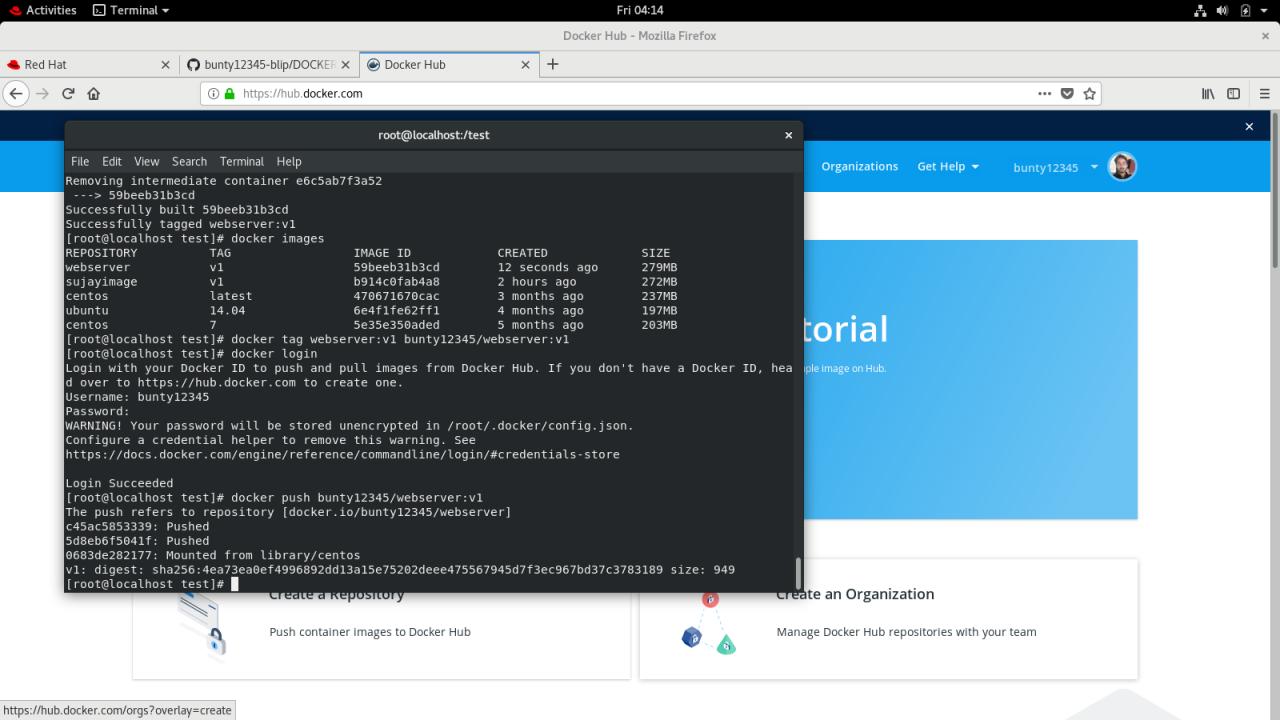 Activities Terminal Fri 04:14
Docker Hub - Mozilla Firefox
Red Hat bunty12345-blip/DOCKER Docker Hub
https://hub.docker.com
root@localhost:/test
File Edit View Search Terminal Help
Removing intermediate container e6c5ab7f3a52
 ---> 59beeb31b3cd
Successfully built 59beeb31b3cd
Successfully tagged webserver:v1
[root@localhost test]# docker images
REPOSITORY TAG IMAGE ID CREATED SIZE
webserver v1 59beeb31b3cd 12 seconds ago 279MB
sujayimage v1 b914c0fab4a8 2 hours ago 272MB
centos latest 470671670cac 3 months ago 237MB
ubuntu 14.04 6e4f1fe62ff1 4 months ago 197MB
centos 7 5e35e350aded 5 months ago 203MB
[root@localhost test]# docker tag webserver:v1 bunty12345/webserver:v1
[root@localhost test]# docker login
Login with your Docker ID to push and pull images from Docker Hub. If you don't have a Docker ID, hea
d over to https://hub.docker.com to create one.
Username: bunty12345
Password:
WARNING! Your password will be stored unencrypted in /root/.docker/config.json.
Configure a credential helper to remove this warning. See
https://docs.docker.com/engine/reference/commandline/login/#credentials-store
Login Succeeded
[root@localhost test]# docker push bunty12345/webserver:v1
The push refers to repository [docker.io/bunty12345/webserver]
c45ac5853339: Pushed
5d8eb6f5041f: Pushed
0683de282177: Mounted from library/centos
v1: digest: sha256:4ea73ea0ef4996892dd13a15e75202deee475567945d7f3ec967bd37c3783189 size: 949
[root@localhost test]#
Organizations Get Help bunty12345
torial
ple image on Hub.
Create a Repository
Push container images to Docker Hub
Create an Organization
Manage Docker Hub repositories with your team
https://hub.docker.com/orgs?overlay=create